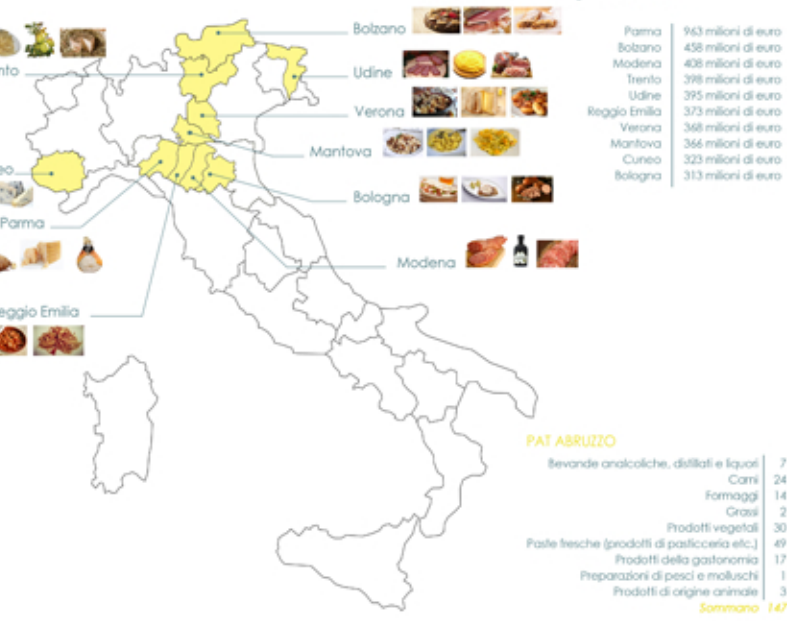 Bolzano
Udine
Verona
Mantova
Bologna
Modena
nto
eo
Parma
eggio Emilia
Parma 963 milioni di euro
Bolzano 458 milioni di euro
Modena 408 milioni di euro
Trento 398 milioni di euro
Udine 395 milioni di euro
Reggio Emilia 373 milioni di euro
Verona 368 milioni di euro
Mantova 366 milioni di euro
Cuneo 323 milioni di euro
Bologna 313 milioni di euro
PAT ABRUZZO
Bevande analcoliche, distillati e liquori 7
Carni 24
Formaggi 14
Grassi 2
Prodotti vegetali 30
Paste fresche (prodotti di pasticceria etc.) 49
Prodotti della gastonomia 17
Preparazioni di pesci e molluschi 1
Prodotti di origine animale 3
Sommano 147